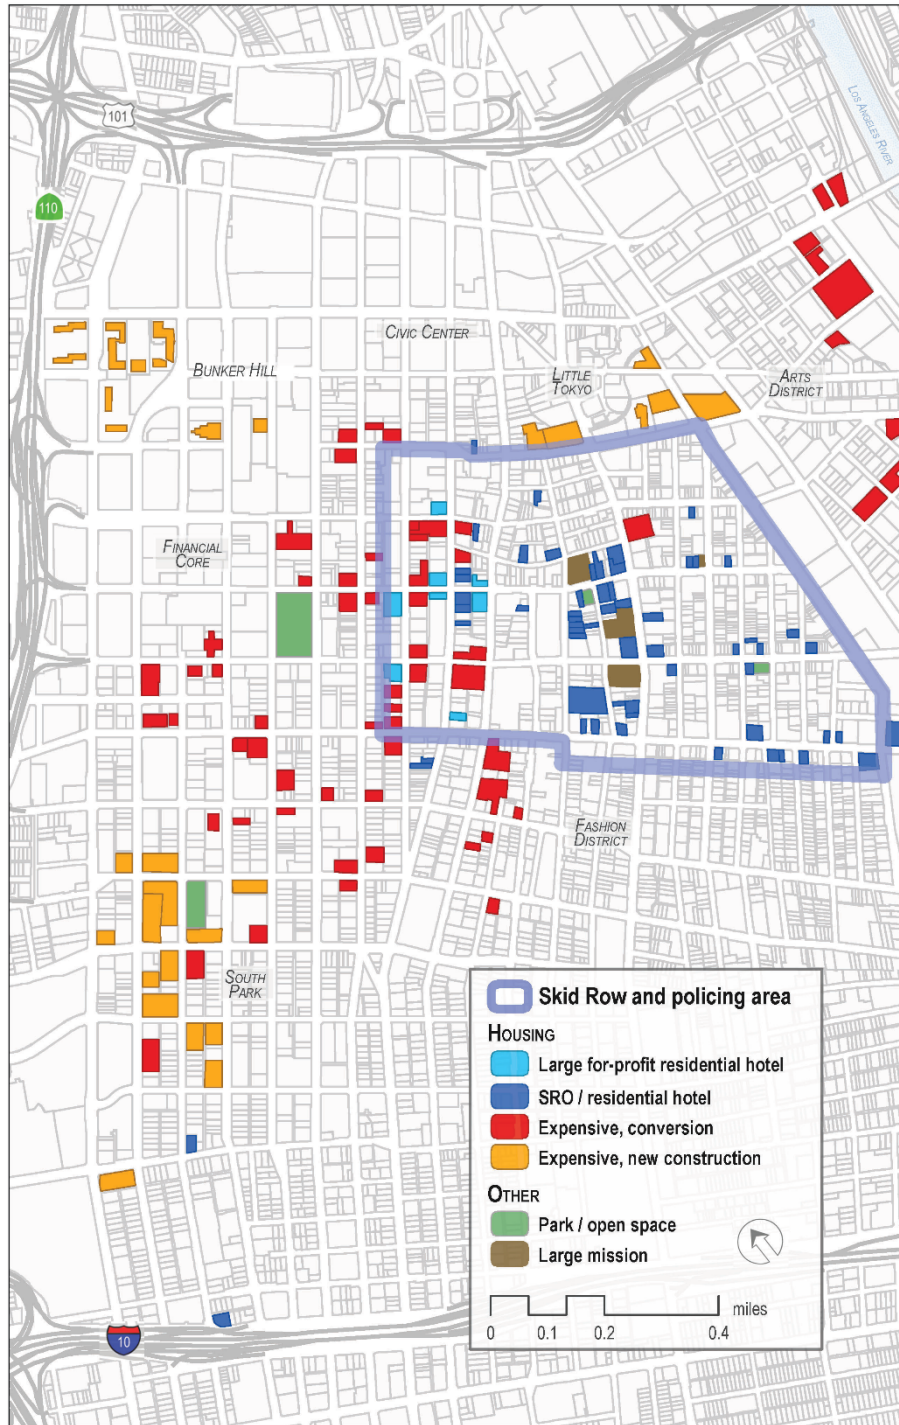 101
LOS ANGELES RIVER
110
CIVIC CENTER
BUNKER HILL
LITTLE
TOKYO
ARTS
DISTRICT
FINANCIAL
CORE
FASHION
DISTRICT
SOUTH
PARK
Skid Row and policing area
HOUSING
Large for-profit residential hotel
SRO / residential hotel
Expensive, conversion
Expensive, new construction
OTHER
Park / open space
Large mission
miles
0 0.1 0.2 0.4
10